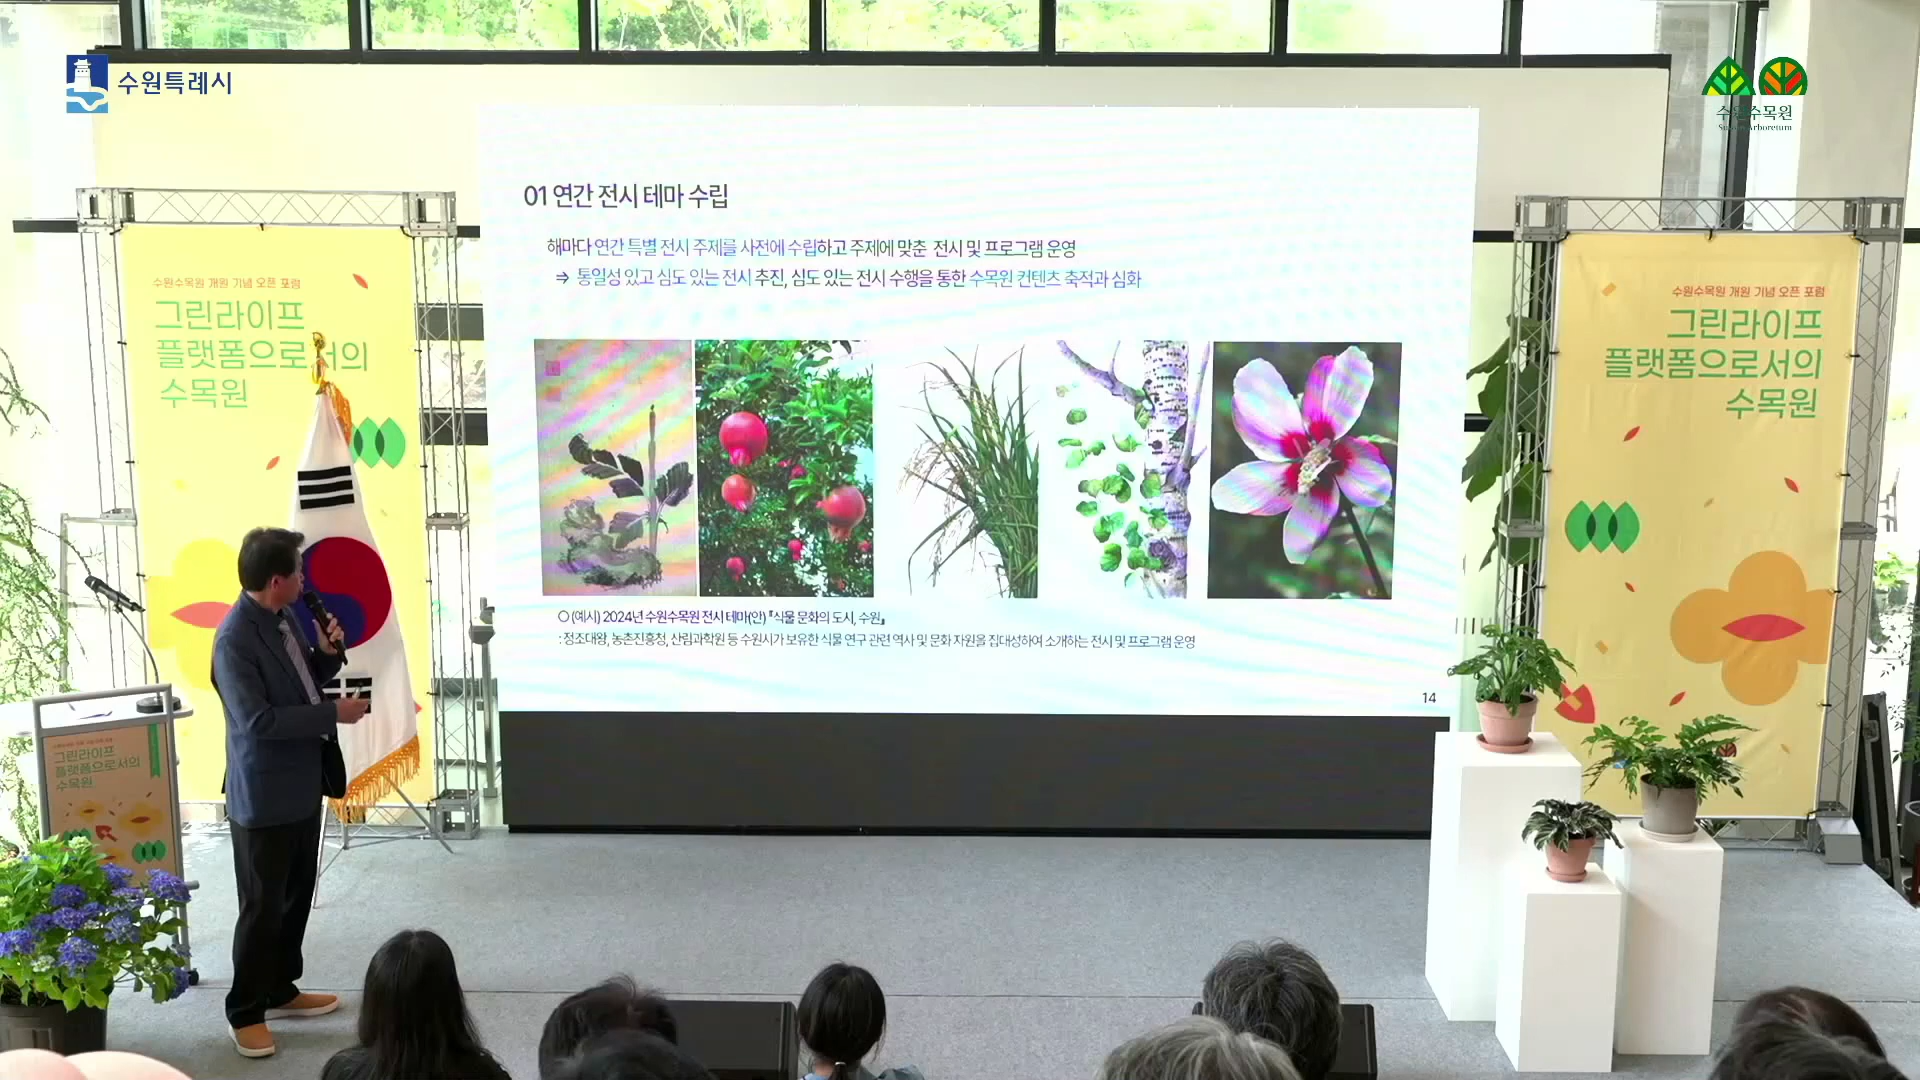 수원특례시
수원수목원
01 연간 전시 테마 수립
해마다 연간 특별 전시 주제를 사전에 수립하고 주제에 맞춘 전시 및 프로그램 운영
⇒ 통일성 있고 심도 있는 전시 추진, 심도 있는 전시 수행을 통한 수목원 컨텐츠 축적과 심화
○ (예시) 2024년 수원수목원 전시 테마(안) 『식물 문화의 도시, 수원』
: 정조대왕, 농촌진흥청, 산림과학원 등 수원시가 보유한 식물 연구 관련 역사 및 문화 자원을 집대성하여 소개하는 전시 및 프로그램 운영
14
수원수목원 개원 기념 오픈 포럼
그린라이프
플랫폼으로서의
수목원
수원수목원 개원 기념 오픈 포럼
그린라이프
플랫폼으로서의
수목원
그린라이프
플랫폼으로서의
수목원